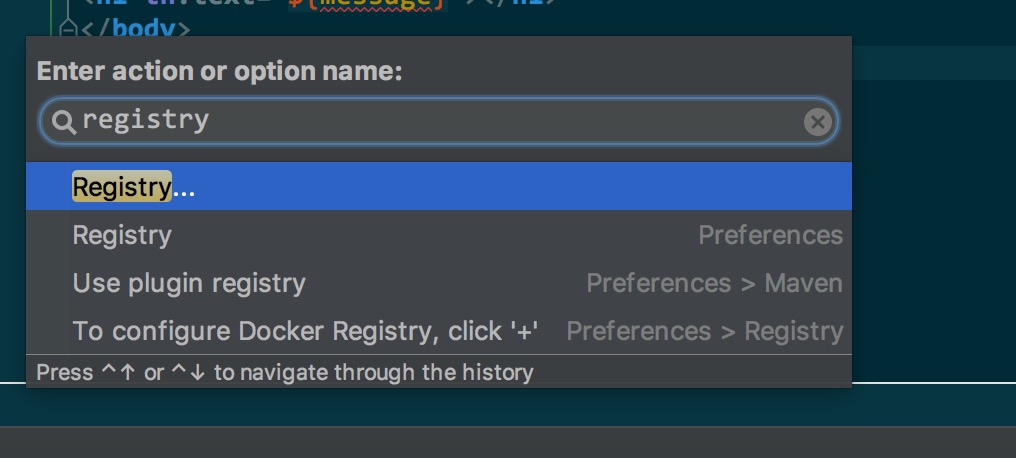 <h1 th:text="${message}"></h1>
</body>
Enter action or option name:
registry
Registry...
Registry Preferences
Use plugin registry Preferences > Maven
To configure Docker Registry, click '+' Preferences > Registry
Press ^↑ or ^↓ to navigate through the history